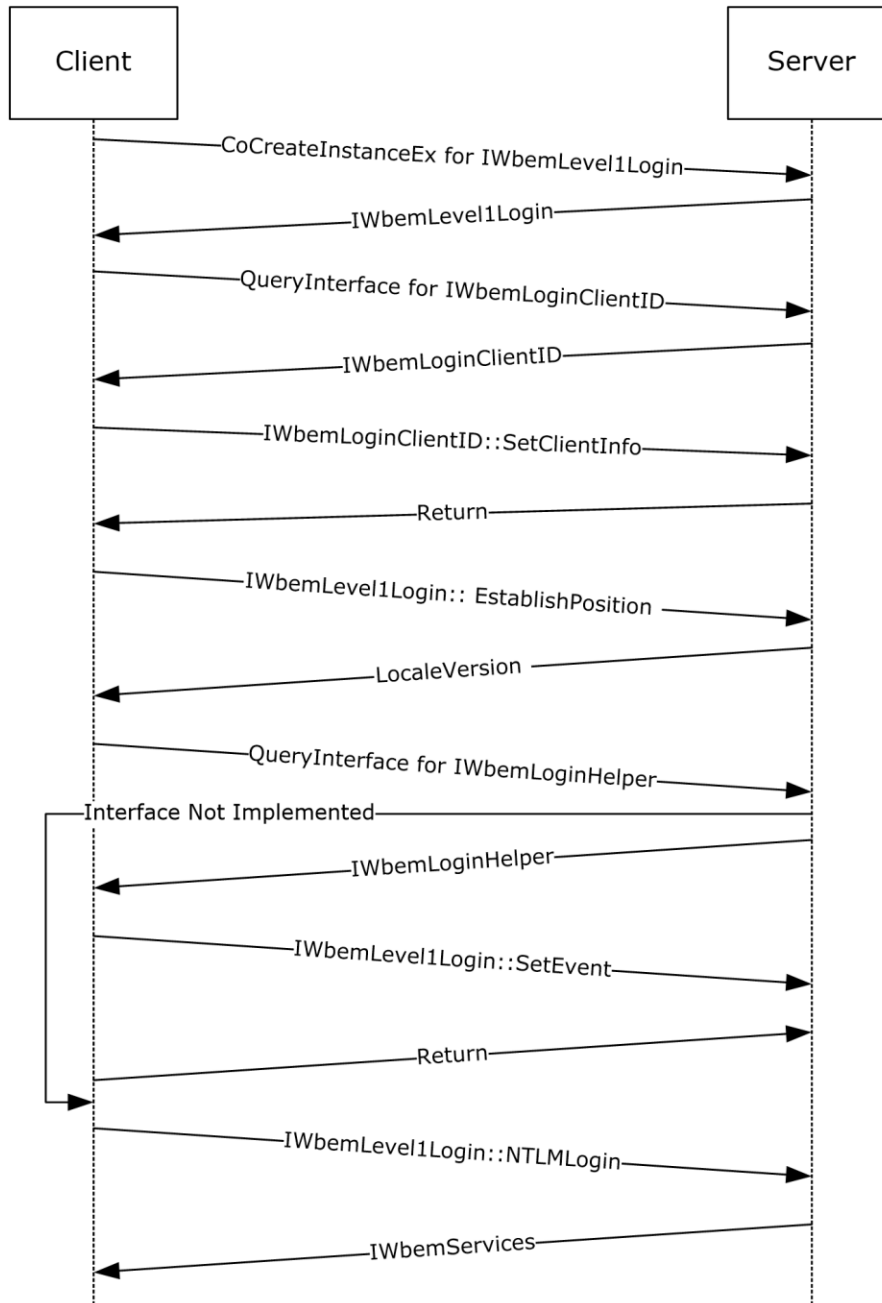 Client
Server
CoCreateInstanceEx for IWbemLevel1Login
IWbemLevel1Login
QueryInterface for IWbemLoginClientID
IWbemLoginClientID
IWbemLoginClientID::SetClientInfo
Return
IWbemLevel1Login:: EstablishPosition
LocaleVersion
QueryInterface for IWbemLoginHelper
Interface Not Implemented
IWbemLoginHelper
IWbemLevel1Login::SetEvent
Return
IWbemLevel1Login::NTLMLogin
IWbemServices